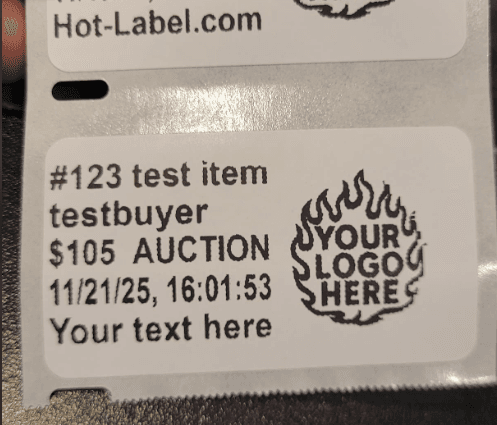 Hot-Label.com
#123 test item
testbuyer
$105 AUCTION
11/21/25, 16:01:53
Your text here
YOUR
LOGO
HERE